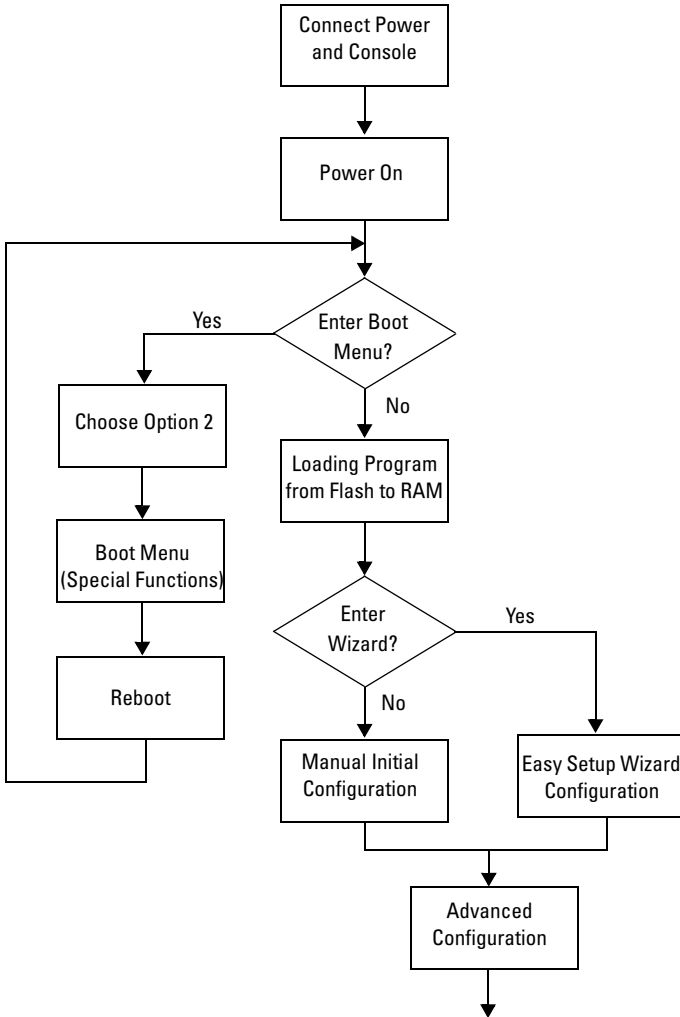 Connect Power
and Console
Power On
Enter Boot
Menu?
Yes
No
Choose Option 2
Loading Program
from Flash to RAM
Boot Menu
(Special Functions)
Enter
Wizard?
Yes
No
Reboot
Manual Initial
Configuration
Easy Setup Wizard
Configuration
Advanced
Configuration